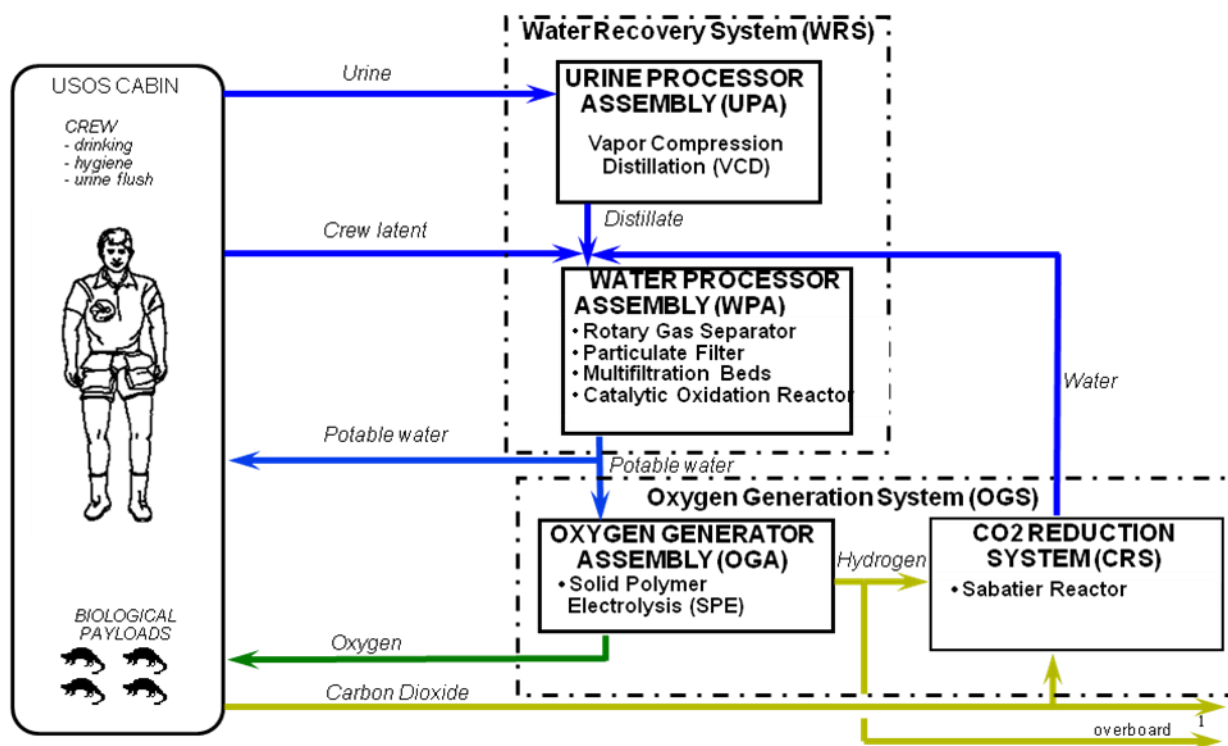 Water Recovery System (WRS)
USOS CABIN
CREW
- drinking
- hygiene
- urine flush
Urine
URINE PROCESSOR
ASSEMBLY (UPA)
Vapor Compression
Distillation (VCD)
Distillate
Crew latent
WATER PROCESSOR
ASSEMBLY (WPA)
• Rotary Gas Separator
• Particulate Filter
• Multifiltration Beds
• Catalytic Oxidation Reactor
Water
Potable water
Potable water
Oxygen Generation System (OGS)
OXYGEN GENERATOR
ASSEMBLY (OGA)
• Solid Polymer
Electrolysis (SPE)
Hydrogen
CO2 REDUCTION
SYSTEM (CRS)
• Sabatier Reactor
BIOLOGICAL
PAYLOADS
Oxygen
Carbon Dioxide
overboard
1